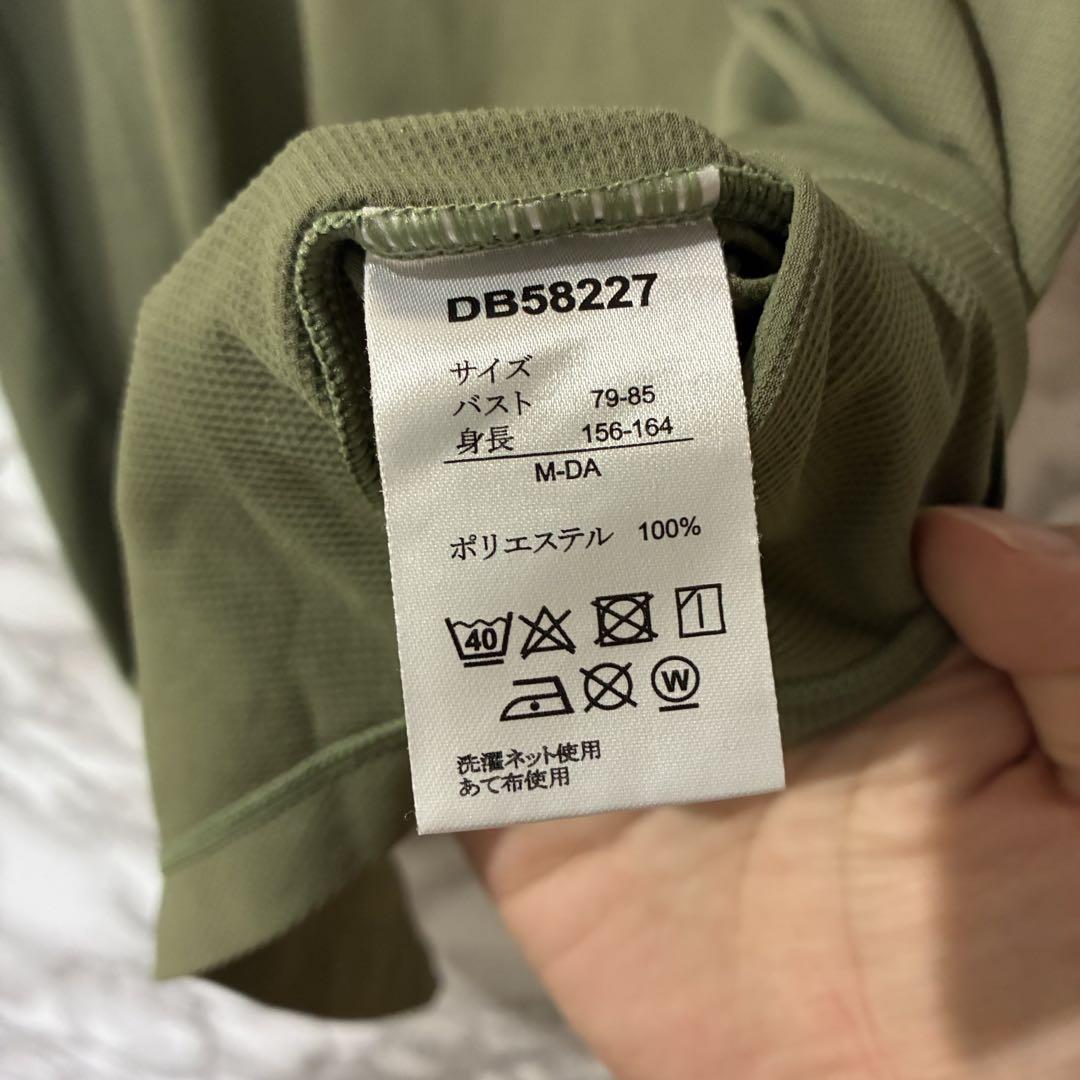 DB58227
サイズ
バスト 79-85
身長 156-164
M-DA
ポリエステル 100%
40
W
洗濯ネット使用
あて布使用